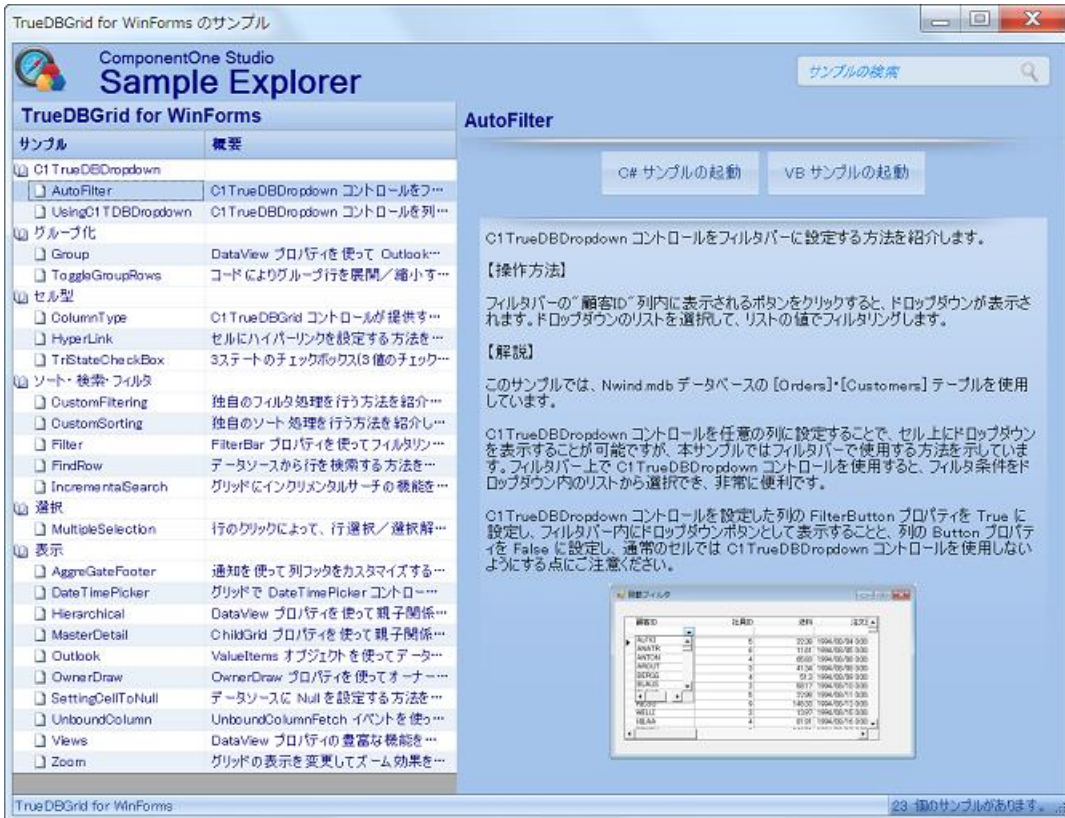 TrueDBGrid for WinForms のサンプル
ComponentOne Studio
Sample Explorer
サンプルの検索
TrueDBGrid for WinForms
サンプル 概要
C1TrueDBDropdown
AutoFilter C1TrueDBDropdown コントロールをフ…
UsingC1TDBDropdown C1TrueDBDropdown コントロールを列…
グループ化
Group DataView プロパティを使って Outlook…
ToggleGroupRows コードによりグループ行を展開／縮小す…
セル型
ColumnType C1TrueDBGrid コントロールが提供す…
HyperLink セルにハイパーリンクを設定する方法を…
TriStateCheckBox 3ステートのチェックボックス(3値のチェック…
ソート・検索・フィルタ
CustomFiltering 独自のフィルタ処理を行う方法を紹介…
CustomSorting 独自のソート処理を行う方法を紹介し…
Filter FilterBar プロパティを使ってフィルタリン…
FindRow データソースから行を検索する方法を…
IncrementalSearch グリッドにインクリメンタルサーチの機能を…
選択
MultipleSelection 行のクリックによって、行選択／選択解…
表示
AggreGateFooter 通知を使って列フッタをカスタマイズする…
DateTimePicker グリッドで DateTimePicker コントロー…
Hierarchical DataView プロパティを使って親子関係…
MasterDetail ChildGrid プロパティを使って親子関係…
Outlook ValueItems オブジェクトを使ってデータ…
OwnerDraw OwnerDraw プロパティを使ってオーナー…
SettingCellToNull データソースに Null を設定する方法を…
UnboundColumn UnboundColumnFetch イベントを使っ…
Views DataView プロパティの豊富な機能を…
Zoom グリッドの表示を変更してズーム効果を…
AutoFilter
C# サンプルの起動 VB サンプルの起動
C1TrueDBDropdown コントロールをフィルタバーに設定する方法を紹介します。
【操作方法】
フィルタバーの"顧客ID"列内に表示されるボタンをクリックすると、ドロップダウンが表示さ
れます。ドロップダウンのリストを選択して、リストの値でフィルタリングします。
【解説】
このサンプルでは、Nwind.mdb データベースの [Orders]・[Customers] テーブルを使用
しています。
C1TrueDBDropdown コントロールを任意の列に設定することで、セル上にドロップダウン
を表示することが可能ですが、本サンプルではフィルタバーで使用する方法を示していま
す。フィルタバー上で C1TrueDBDropdown コントロールを使用すると、フィルタ条件をド
ロップダウン内のリストから選択でき、非常に便利です。
C1TrueDBDropdown コントロールを設定した列の FilterButton プロパティを True に
設定し、フィルタバー内にドロップダウンボタンとして表示することと、列の Button プロパテ
ィを False に設定し、通常のセルでは C1TrueDBDropdown コントロールを使用しない
ようにする点にご注意ください。
顧客ID 社員ID 送料
ANATR
ANTON
TrueDBGrid for WinForms
23 個のサンプルがあります。